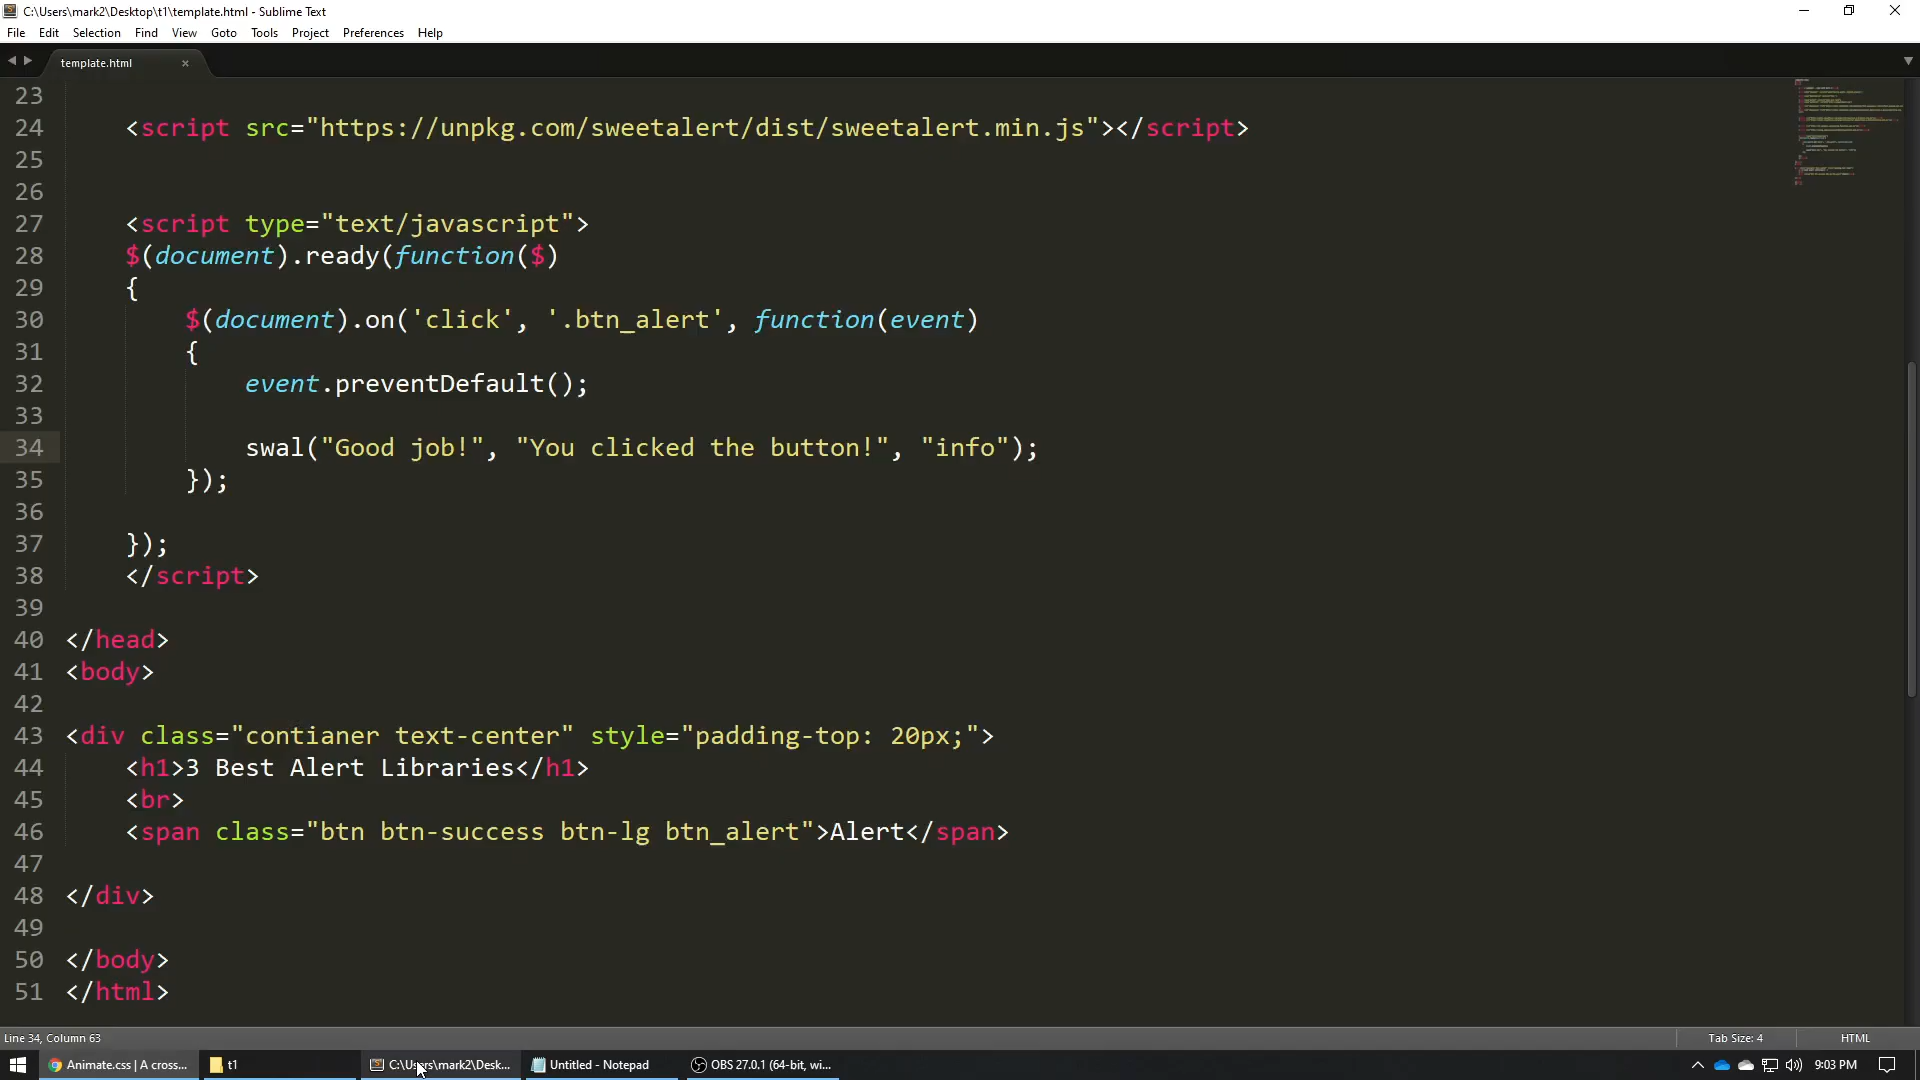 C:\Users\mark2\Desktop\t1\template.html - Sublime Text
File Edit Selection Find View Goto Tools Project Preferences Help
template.html
23
24 <script src="https://unpkg.com/sweetalert/dist/sweetalert.min.js"></script>
25
26
27 <script type="text/javascript">
28 $(document).ready(function($)
29 {
30 $(document).on('click', '.btn_alert', function(event)
31 {
32 event.preventDefault();
33
34 swal("Good job!", "You clicked the button!", "info");
35 });
36
37 });
38 </script>
39
40 </head>
41 <body>
42
43 <div class="contianer text-center" style="padding-top: 20px;">
44 <h1>3 Best Alert Libraries</h1>
45 <br>
46 <span class="btn btn-success btn-lg btn_alert">Alert</span>
47
48 </div>
49
50 </body>
51 </html>
Line 34, Column 63 Tab Size: 4 HTML
Animate.css | A cross... t1 C:\Users\mark2\Desk... Untitled - Notepad OBS 27.0.1 (64-bit, wi... 9:03 PM